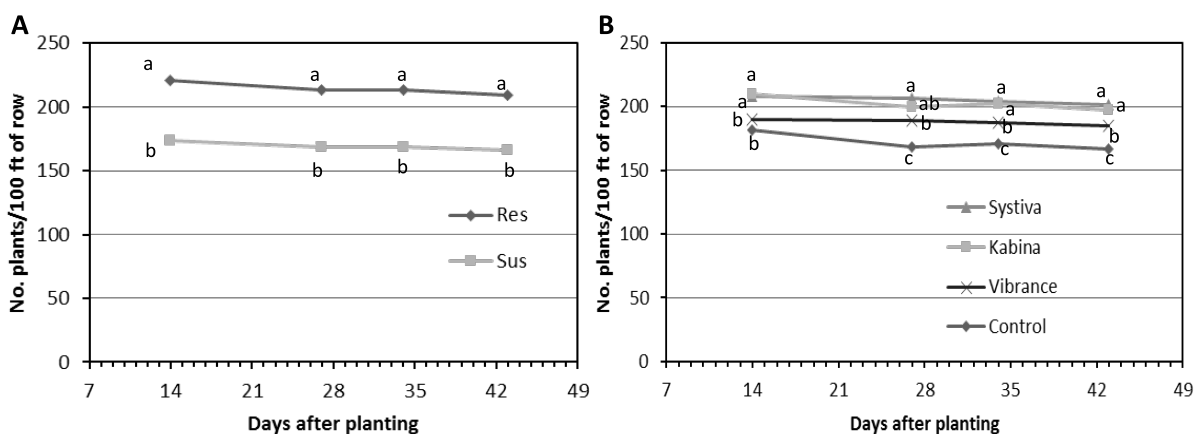 A
No. plants/100 ft of row
250
200
150
100
50
0
a a a a
b b b b
Res
Sus
7 14 21 28 35 42 49
Days after planting
B
No. plants/100 ft of row
250
200
150
100
50
0
a a a a
a ab a a
b b b b
b c c c
Systiva
Kabina
Vibrance
Control
7 14 21 28 35 42 49
Days after planting